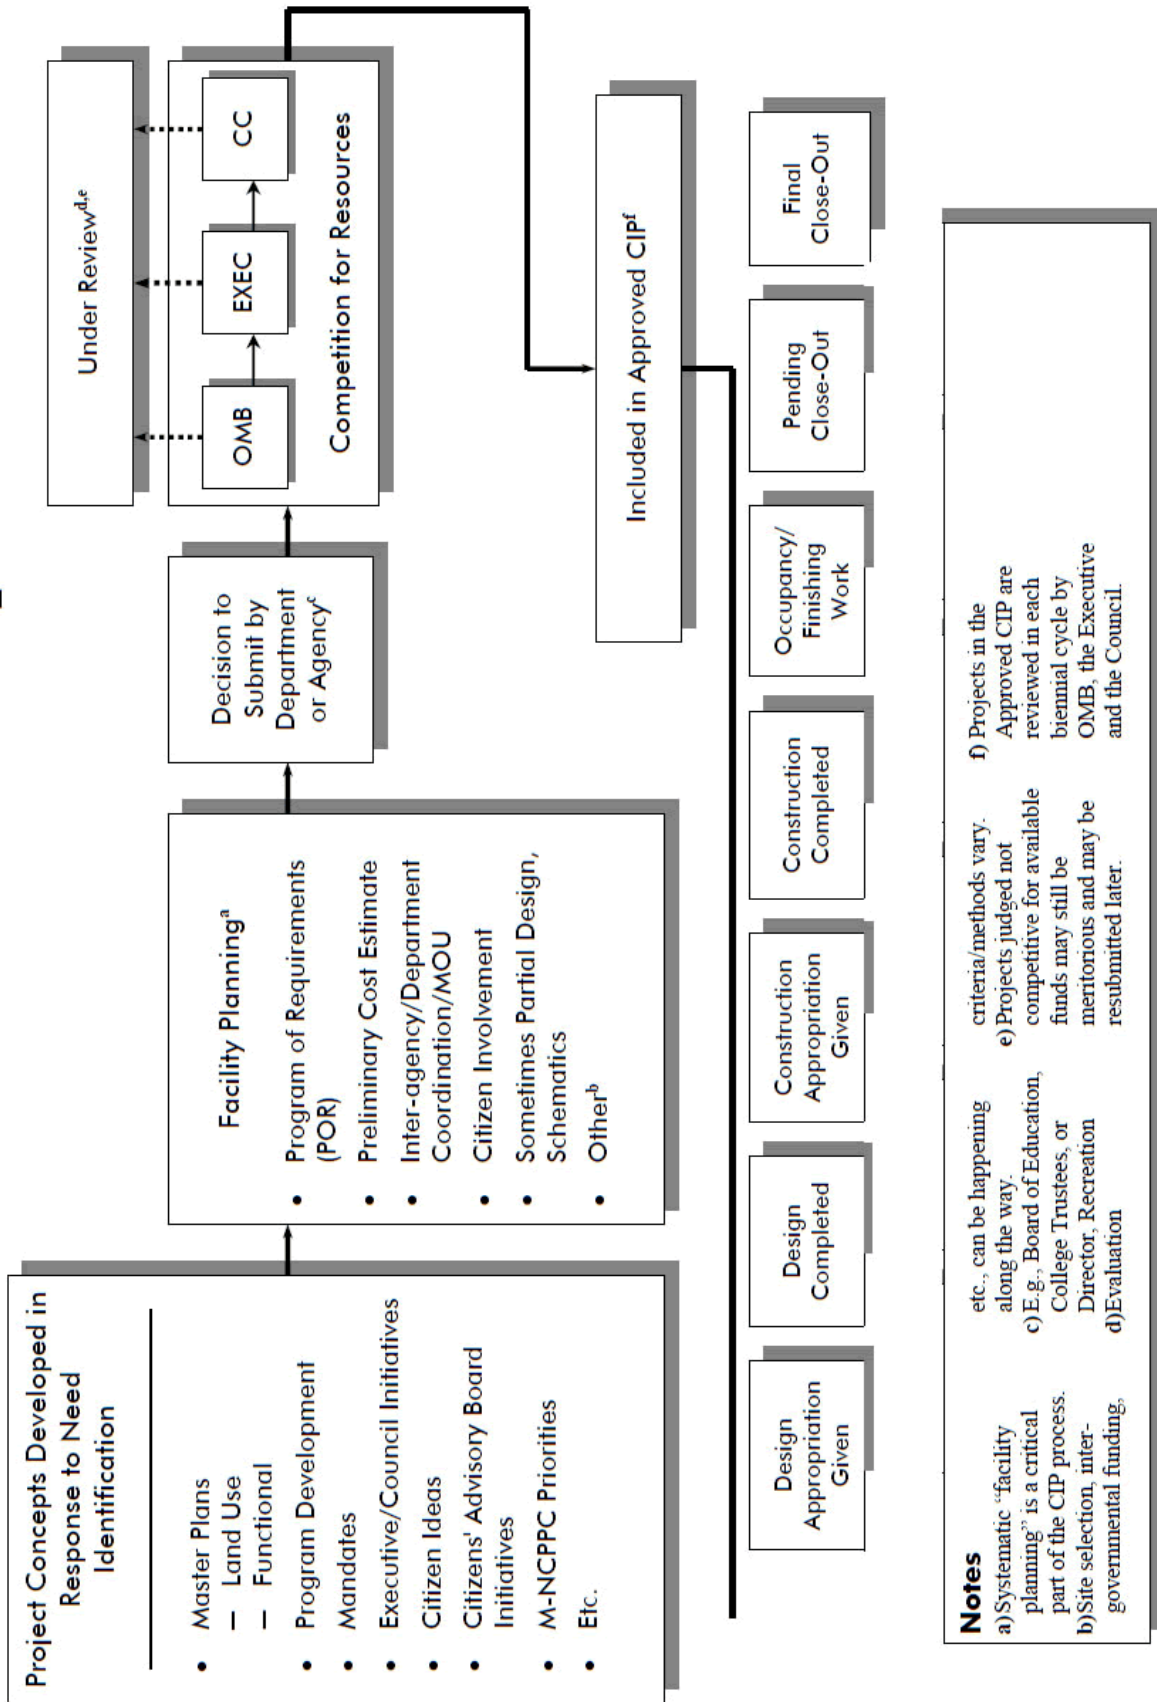 Project Concepts Developed in
Response to Need
Identification
• Master Plans
— Land Use
— Functional
• Program Development
• Mandates
• Executive/Council Initiatives
• Citizen Ideas
• Citizens' Advisory Board
Initiatives
• M-NCPPC Priorities
• Etc.
Facility Planningᵃ
• Program of Requirements
(POR)
• Preliminary Cost Estimate
• Inter-agency/Department
Coordination/MOU
• Citizen Involvement
• Sometimes Partial Design,
Schematics
• Otherᵇ
Decision to
Submit by
Department
or Agencyᶜ
Under Reviewᵈ,ᵉ
OMB
EXEC
CC
Competition for Resources
Included in Approved CIPᶠ
Design
Appropriation
Given
Design
Completed
Construction
Appropriation
Given
Construction
Completed
Occupancy/
Finishing
Work
Pending
Close-Out
Final
Close-Out
Notes
a) Systematic “facility
planning” is a critical
part of the CIP process.
b)Site selection, inter-
governmental funding,
etc., can be happening
along the way.
c) E.g., Board of Education,
College Trustees, or
Director, Recreation
d)Evaluation
criteria/methods vary.
e) Projects judged not
competitive for available
funds may still be
meritorious and may be
resubmitted later.
f) Projects in the
Approved CIP are
reviewed in each
biennial cycle by
OMB, the Executive
and the Council.